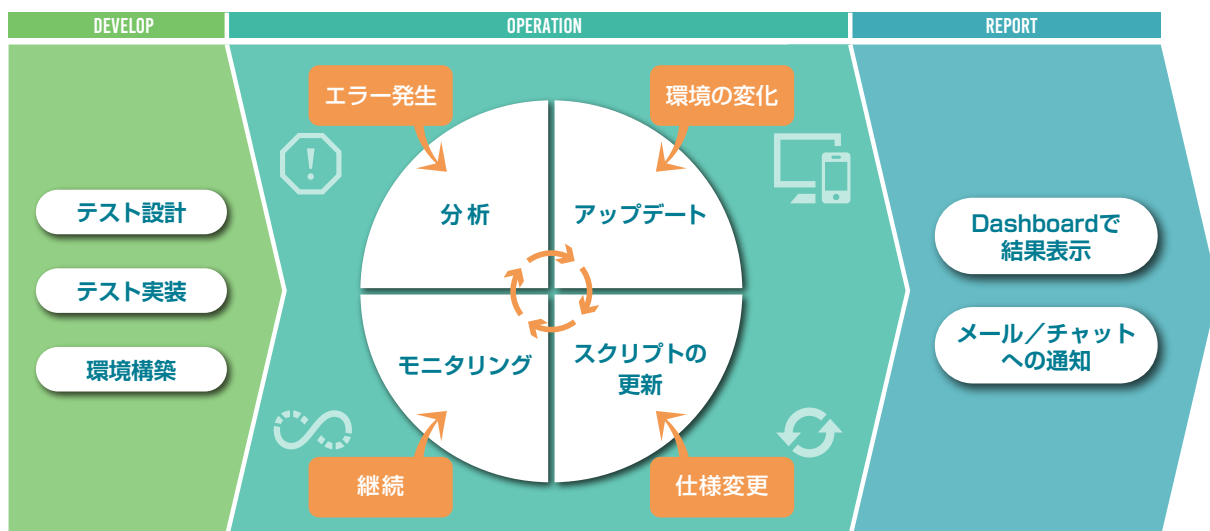 DEVELOP
OPERATION
REPORT
テスト設計
テスト実装
環境構築
エラー発生
環境の変化
分析
アップデート
モニタリング
スクリプトの
更新
継続
仕様変更
Dashboardで
結果表示
メール／チャット
への通知